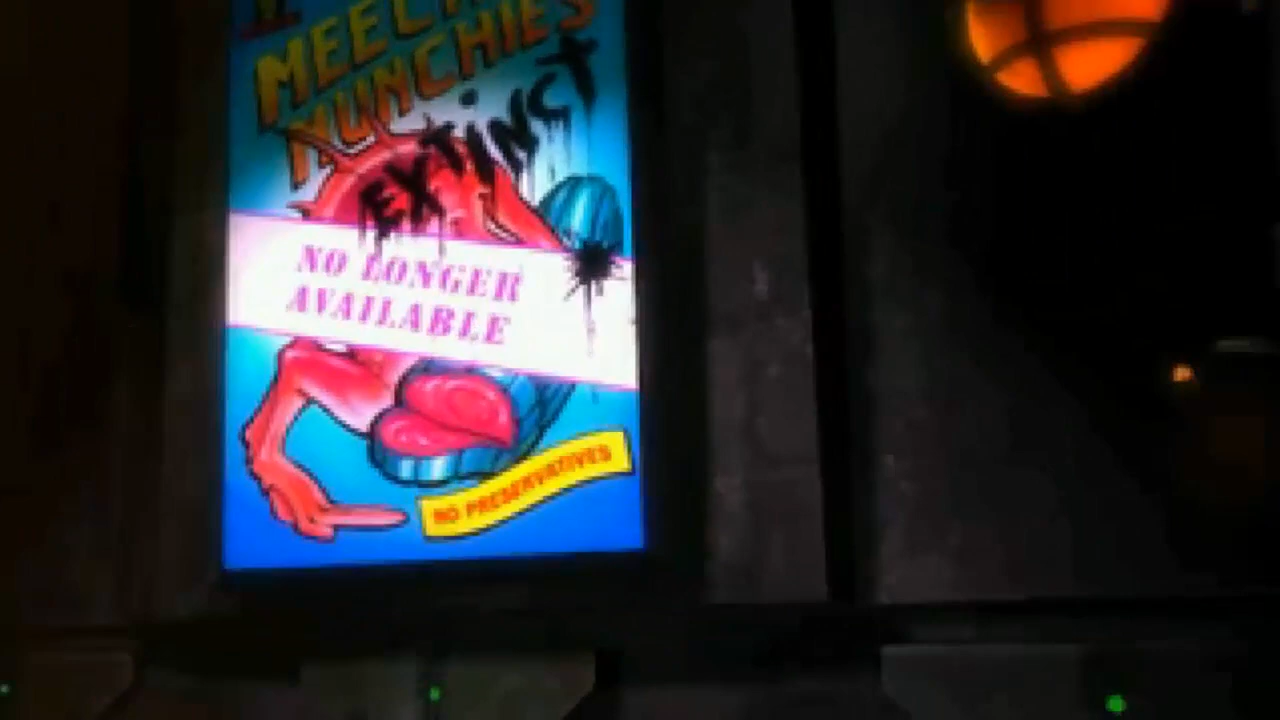 MEECH
MUNCHIES
EXTINCT
NO LONGER
AVAILABLE
NO PRESERVATIVES